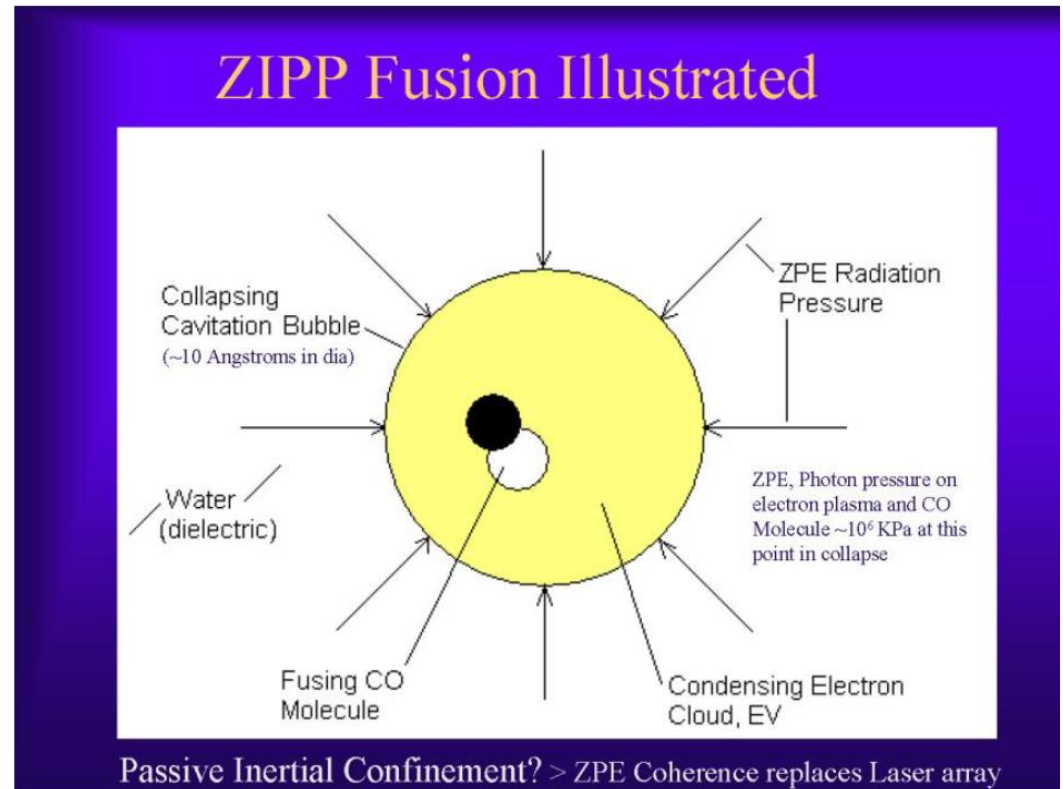 ZIPP Fusion Illustrated
Collapsing
Cavitation Bubble
(~10 Angstroms in dia)
ZPE Radiation
Pressure
Water
(dielectric)
ZPE, Photon pressure on
electron plasma and CO
Molecule ~10⁶ KPa at this
point in collapse
Fusing CO
Molecule
Condensing Electron
Cloud, EV
Passive Inertial Confinement? > ZPE Coherence replaces Laser array